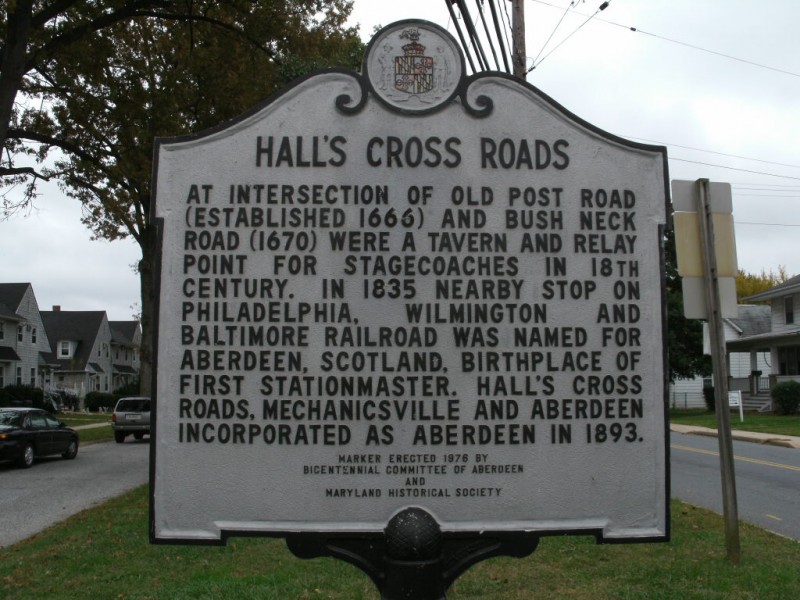 HALL'S CROSS ROADS
AT INTERSECTION OF OLD POST ROAD
(ESTABLISHED 1666) AND BUSH NECK
ROAD (1670) WERE A TAVERN AND RELAY
POINT FOR STAGECOACHES IN 18TH
CENTURY. IN 1835 NEARBY STOP ON
PHILADELPHIA, WILMINGTON AND
BALTIMORE RAILROAD WAS NAMED FOR
ABERDEEN, SCOTLAND, BIRTHPLACE OF
FIRST STATIONMASTER. HALL'S CROSS
ROADS, MECHANICSVILLE AND ABERDEEN
INCORPORATED AS ABERDEEN IN 1893.
MARKER ERECTED 1976 BY
BICENTENNIAL COMMITTEE OF ABERDEEN
AND
MARYLAND HISTORICAL SOCIETY